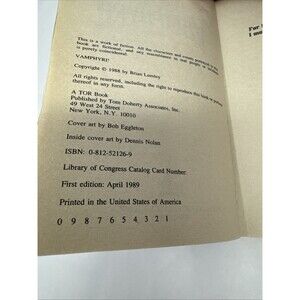 This is a work of fiction. All the characters and events portrayed in this
book are fictional, and any resemblance to real people or incidents
is purely coincidental.
VAMPHYRI!
Copyright © 1988 by Brian Lumley
All rights reserved, including the right to reproduce this book or portions
thereof in any form.
A TOR Book
Published by Tom Doherty Associates, Inc.
49 West 24 Street
New York, N.Y. 10010
Cover art by Bob Eggleton
Inside cover art by Dennis Nolan
ISBN: 0-812-52126-9
Library of Congress Catalog Card Number
First edition: April 1989
Printed in the United States of America
0 9 8 7 6 5 4 3 2 1
For
I mu